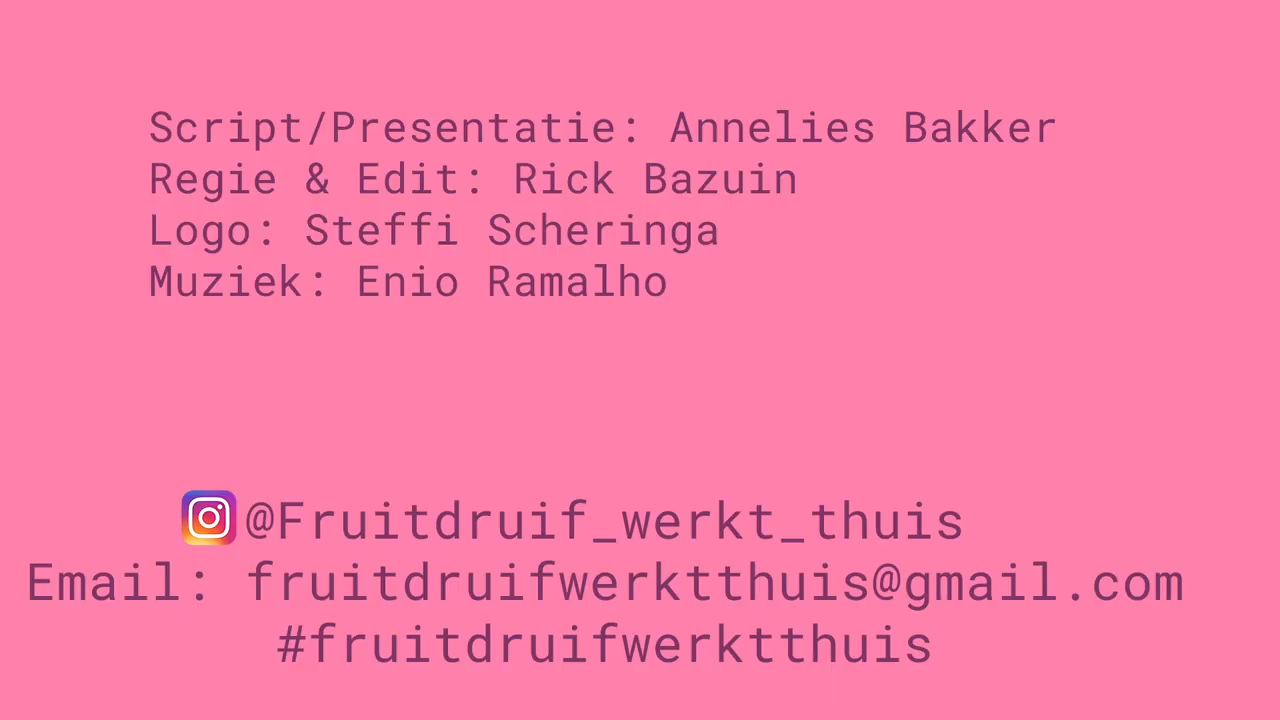 Script/Presentatie: Annelies Bakker
Regie & Edit: Rick Bazuin
Logo: Steffi Scheringa
Muziek: Enio Ramalho
@Fruitdruif_werkt_thuis
Email: fruitdruifwerktthuis@gmail.com
#fruitdruifwerktthuis